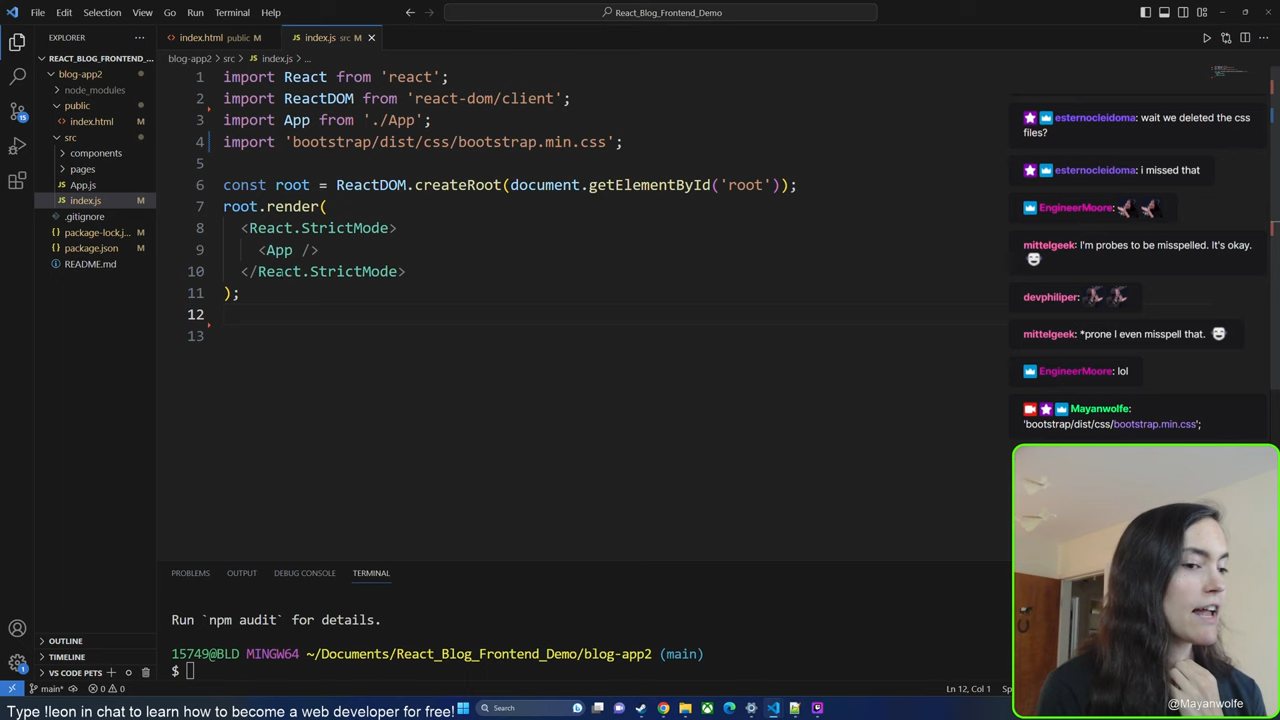 File Edit Selection View Go Run Terminal Help
React_Blog_Frontend_Demo
EXPLORER
index.html public M
index.js src M
REACT_BLOG_FRONTEND_...
blog-app2
node_modules
public
index.html M
src
components
pages
App.js M
index.js M
.gitignore
package-lock.j... M
package.json M
README.md
OUTLINE
TIMELINE
VS CODE PETS
blog-app2 > src > index.js > ...
1 import React from 'react';
2 import ReactDOM from 'react-dom/client';
3 import App from './App';
4 import 'bootstrap/dist/css/bootstrap.min.css';
5
6 const root = ReactDOM.createRoot(document.getElementById('root'));
7 root.render(
8 <React.StrictMode>
9 <App />
10 </React.StrictMode>
11 );
12
13
esternocleidoma: wait we deleted the css
files?
esternocleidoma: i missed that
EngineerMoore:
mittelgeek: I'm probes to be misspelled. It's okay.
devphiliper:
mittelgeek: *prone I even misspell that.
EngineerMoore: lol
Mayanwolfe:
'bootstrap/dist/css/bootstrap.min.css';
PROBLEMS OUTPUT DEBUG CONSOLE TERMINAL
Run `npm audit` for details.
15749@BLD MINGW64 ~/Documents/React_Blog_Frontend_Demo/blog-app2 (main)
$
15
1
main* 0 0
Ln 12, Col 1 Sp
Type !leon in chat to learn how to become a web developer for free!
Search
@Mayanwolfe